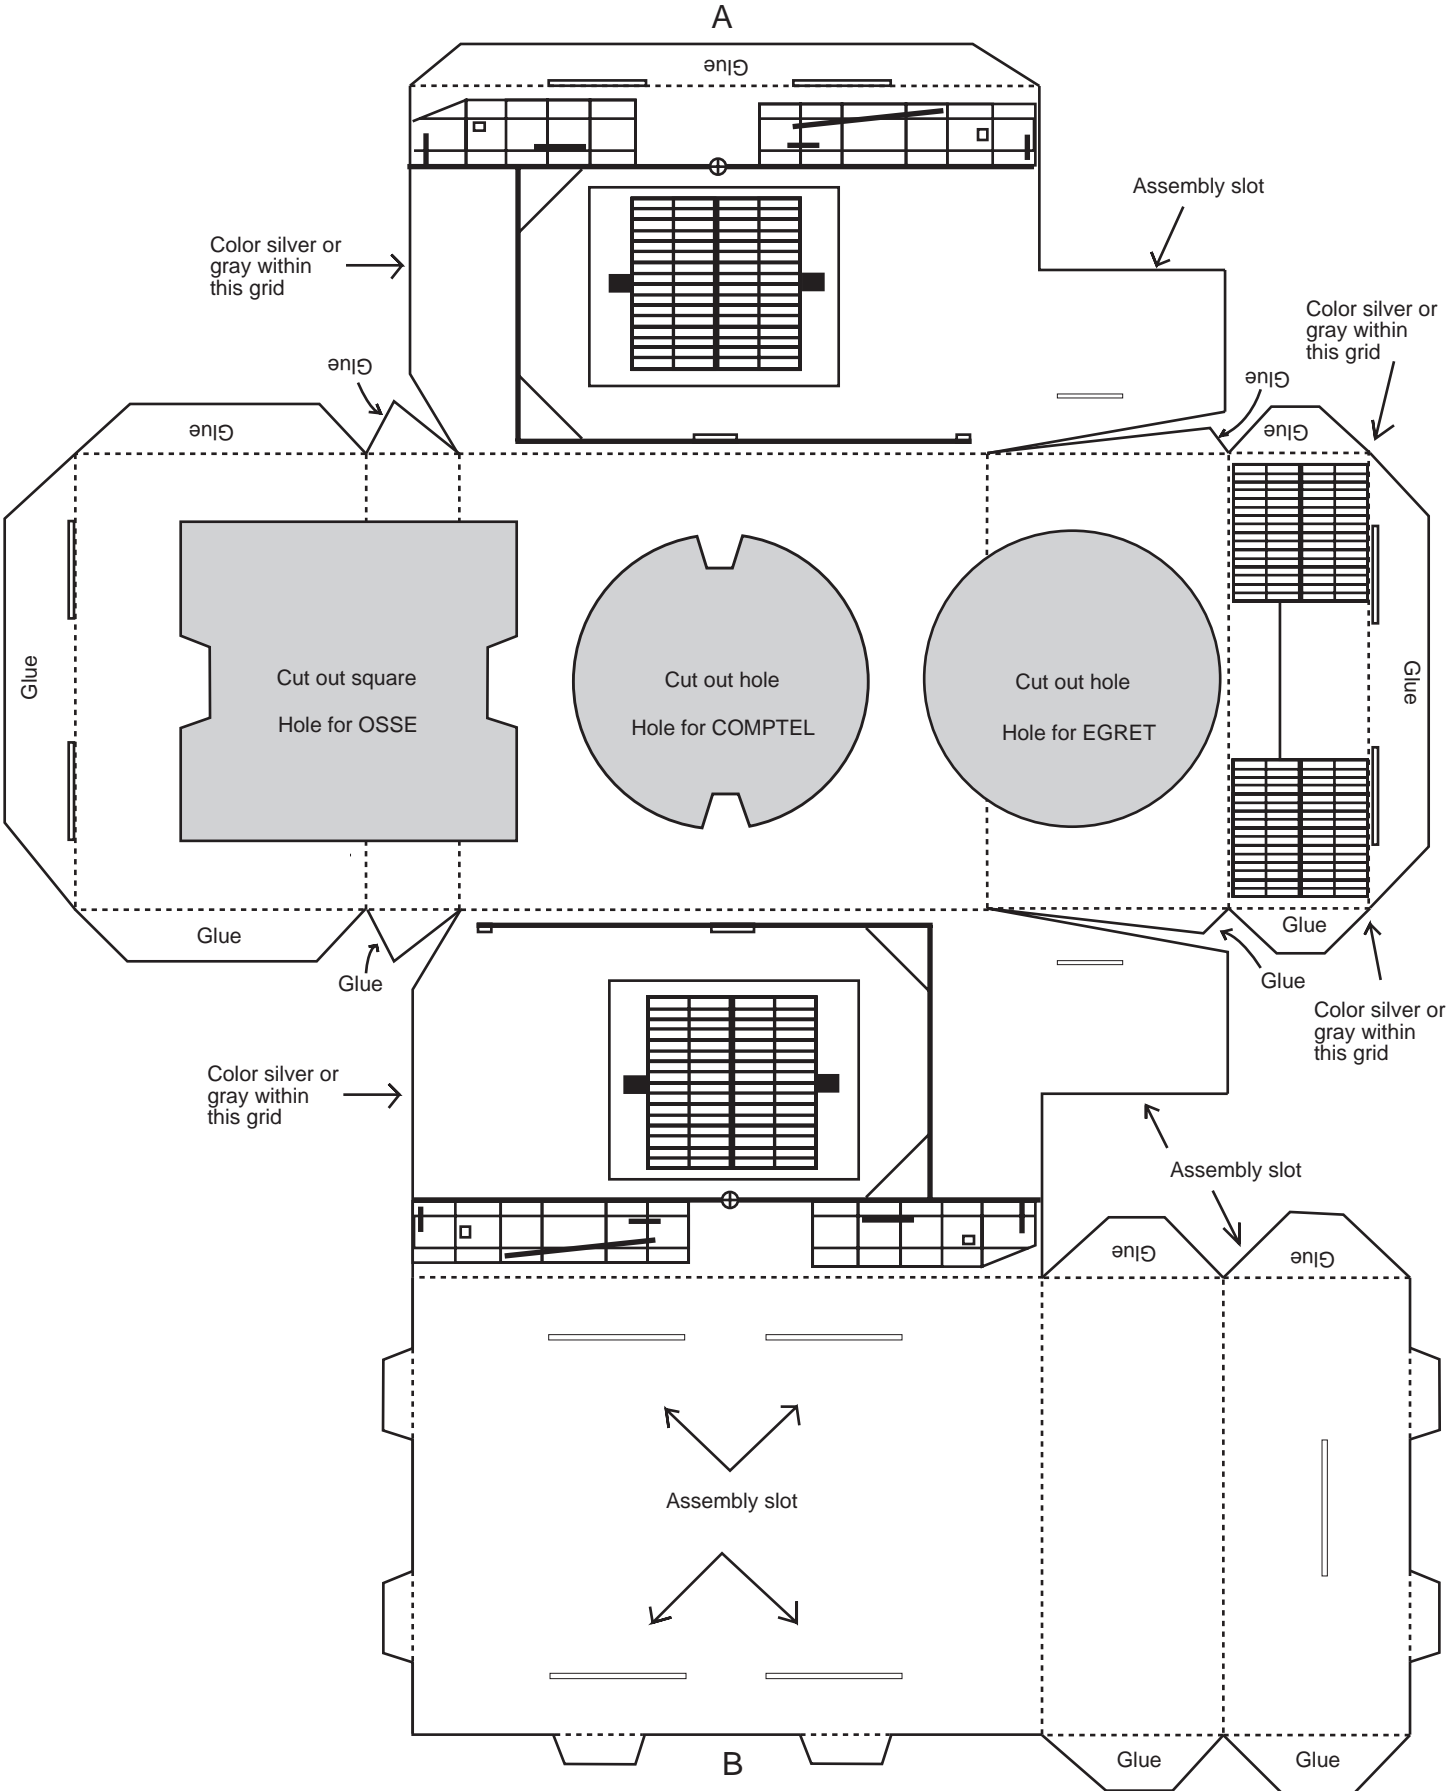 A
Glue
Assembly slot
Color silver or
gray within
this grid
Color silver or
gray within
this grid
Glue
Glue
Glue
Glue
Glue
Glue
Cut out square
Hole for OSSE
Cut out hole
Hole for COMPTEL
Cut out hole
Hole for EGRET
Glue
Glue
Glue
Glue
Glue
Color silver or
gray within
this grid
Color silver or
gray within
this grid
Assembly slot
Glue
Glue
Assembly slot
B
Glue
Glue